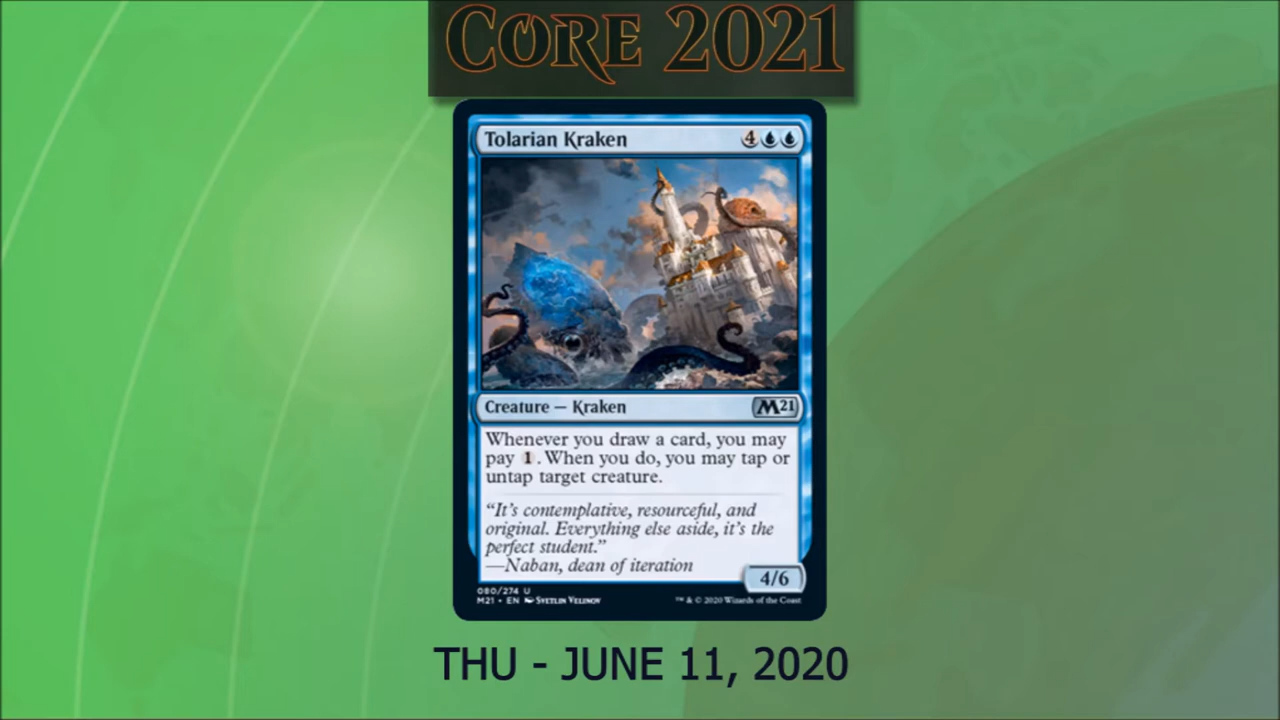 CORE 2021
Tolarian Kraken 4
Creature — Kraken M21
Whenever you draw a card, you may
pay 1. When you do, you may tap or
untap target creature.
“It’s contemplative, resourceful, and
original. Everything else aside, it’s the
perfect student.”
—Naban, dean of iteration
4/6
080/274 U
M21 • EN Svetlin Velinov ™ & © 2020 Wizards of the Coast
THU - JUNE 11, 2020